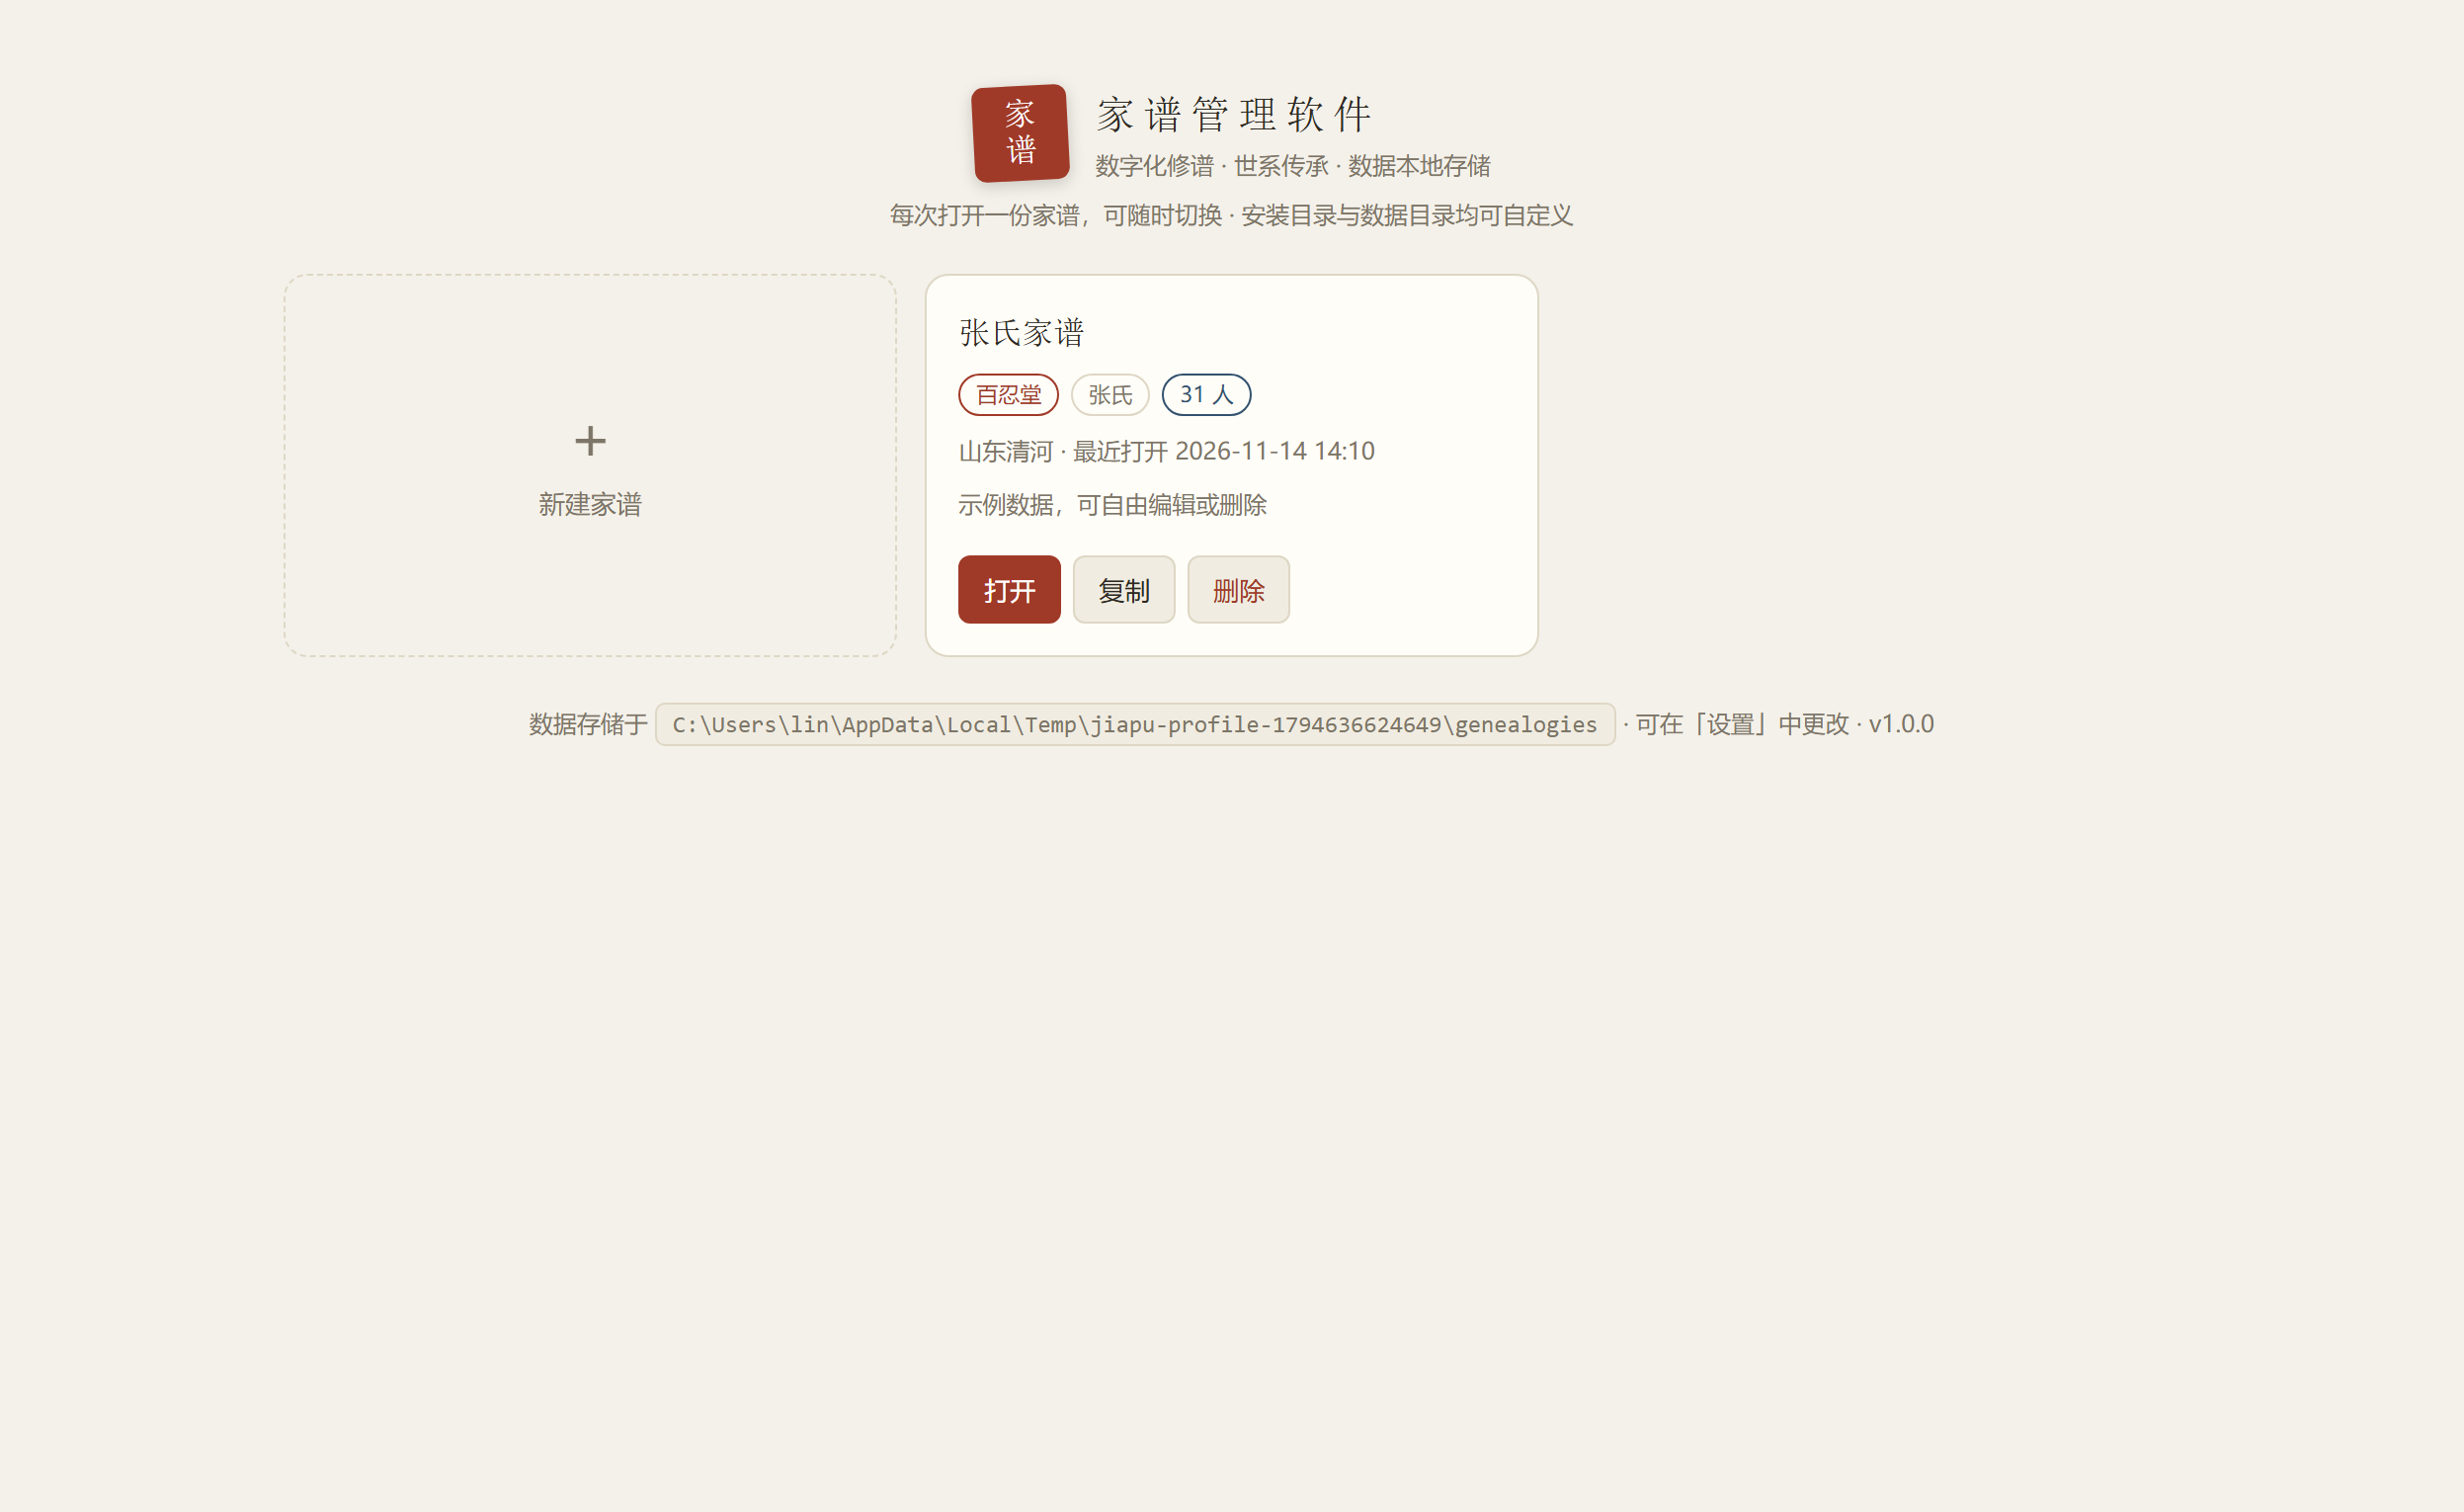 家
谱
家谱管理软件
数字化修谱 · 世系传承 · 数据本地存储
每次打开一份家谱，可随时切换 · 安装目录与数据目录均可自定义
+
新建家谱
张氏家谱
百忍堂 张氏 31 人
山东清河 · 最近打开 2026-11-14 14:10
示例数据，可自由编辑或删除
打开 复制 删除
数据存储于 C:\Users\lin\AppData\Local\Temp\jiapu-profile-1794636624649\genealogies · 可在「设置」中更改 · v1.0.0